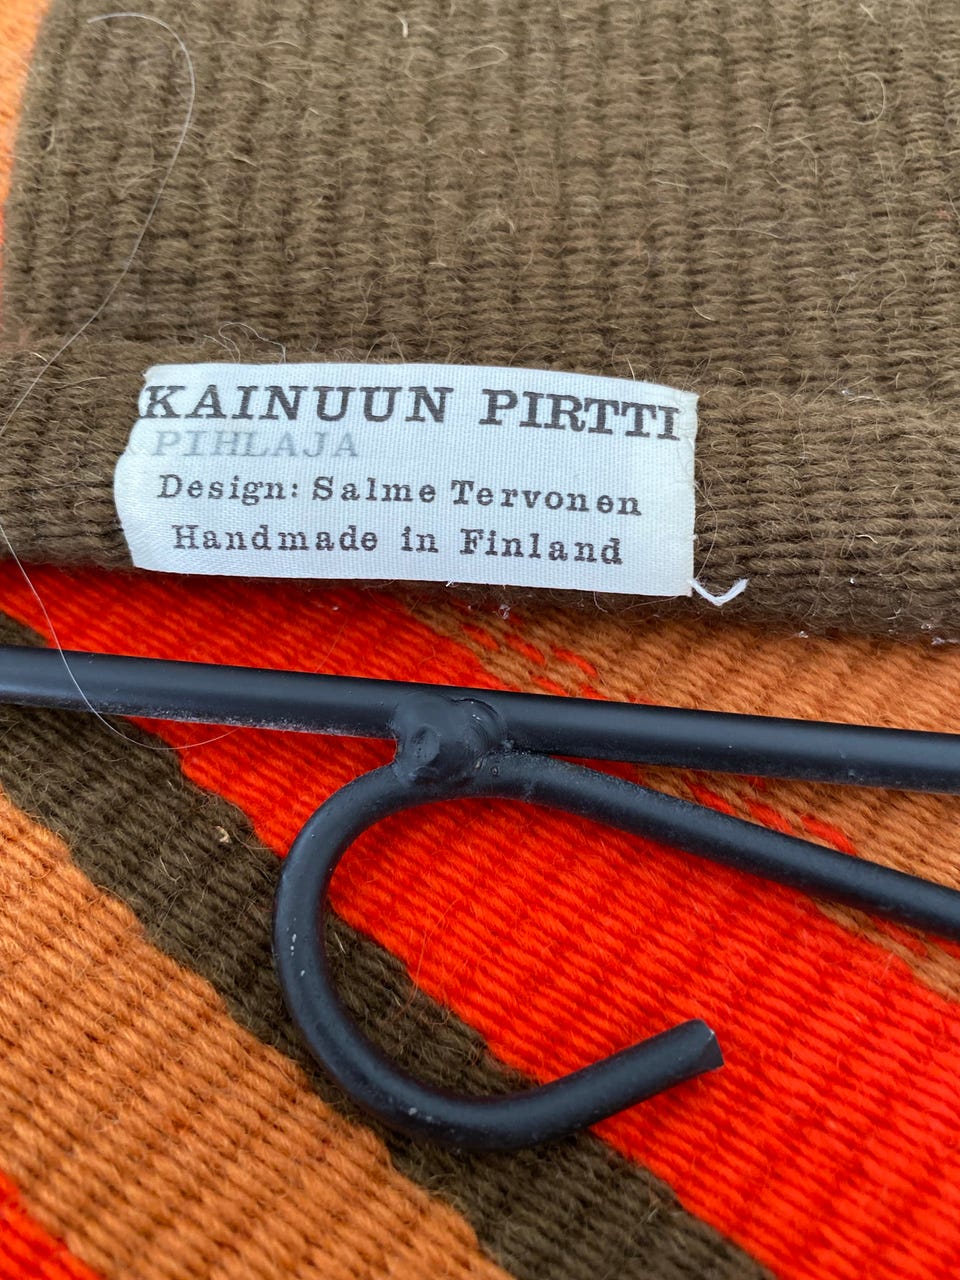 KAINUUN PIRTTI
PIHLAJA
Design: Salme Tervonen
Handmade in Finland